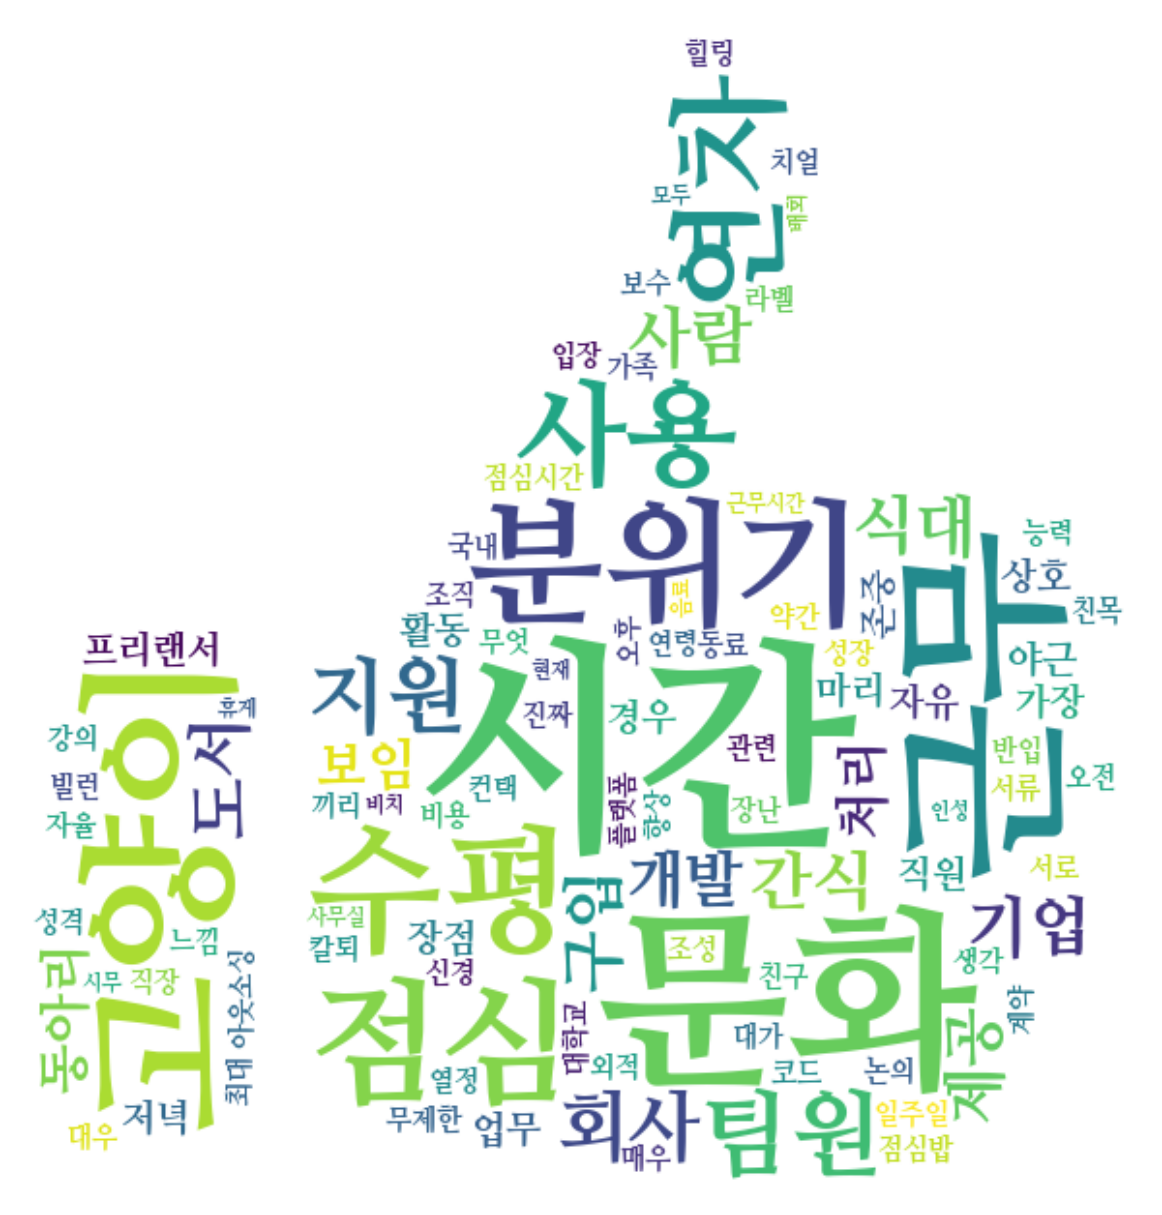 힐링
연차
치얼
모두
배회
보수
라벨
사람
입장
가족
사용
점심시간
분위기
근무시간
식대
국내
능력
상호
조직
음료
약간
존중
친목
근무
활동
무엇
오후
연령동료
성장
야근
프리랜서
지원
시간
현재
마리
자유
가장
고양이
도서
휴게
진짜
경우
강의
보임
관련
처리
반입
오전
빌런
컨택
서류
끼리
비치
비용
플랫폼
향상
장난
인성
자율
수평
개발
간식
직원
서로
구입
기업
성격
사무실
장점
문화
느낌
칼퇴
조성
생각
신경
친구
동아리
시무
직장
최대
아웃소싱
점심
계약
제공
대학교
대가
열정
외적
코드
논의
저녁
무제한
업무
회사
팀원
일주일
대우
매우
점심밥